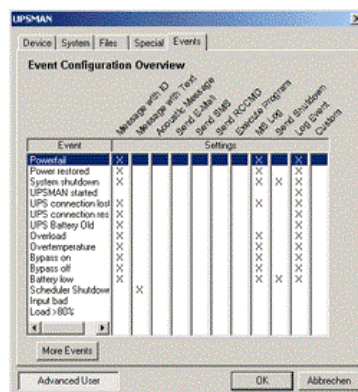 UPSMAN
Device System Files Special Events
Event Configuration Overview
Message with ID
Message with Text
Acoustic Message
Send E-Mail
Send SMS
Send RCCMD
Execute Program
MS Log
Send Shutdown
Log Event
Custom
Event Settings
Powerfail X X X
Power restored X X X
System shutdown X X X X
UPSMAN started X
UPS connection lost X X X
UPS connection res X X
UPS Battery Old X X
Overload X X X
Overtemperature X X X
Bypass on X X X
Bypass off X X X
Battery low X X X X
Scheduler Shutdow X
Input bad
Load >80%
More Events
Advanced User OK Abbrechen